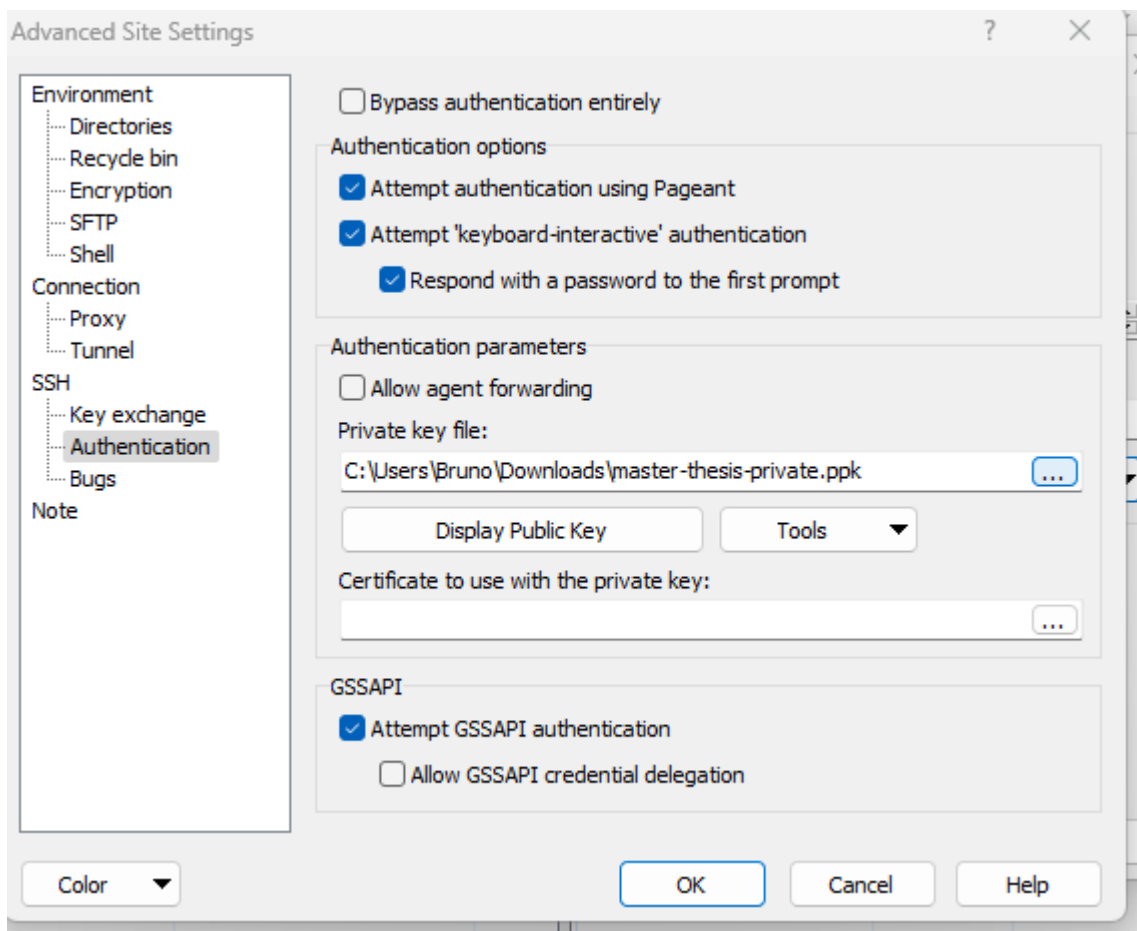 Advanced Site Settings
?
Environment
Directories
Recycle bin
Encryption
SFTP
Shell
Connection
Proxy
Tunnel
SSH
Key exchange
Authentication
Bugs
Note
Bypass authentication entirely
Authentication options
Attempt authentication using Pageant
Attempt 'keyboard-interactive' authentication
Respond with a password to the first prompt
Authentication parameters
Allow agent forwarding
Private key file:
C:\Users\Bruno\Downloads\master-thesis-private.ppk
...
Display Public Key
Tools
Certificate to use with the private key:
...
GSSAPI
Attempt GSSAPI authentication
Allow GSSAPI credential delegation
Color
OK
Cancel
Help